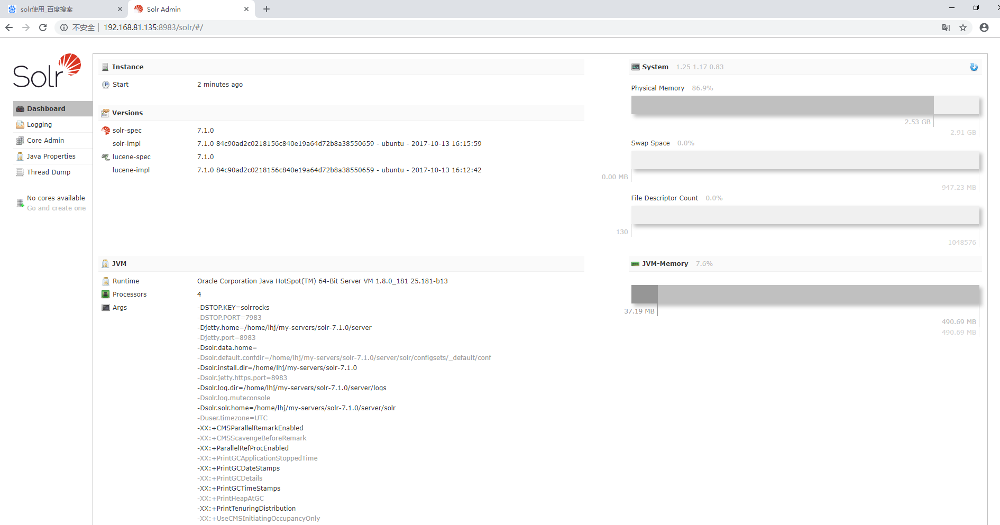 solr使用_百度搜索
Solr Admin
不安全
192.168.81.135:8983/solr/#/
Solr
Dashboard
Logging
Core Admin
Java Properties
Thread Dump
No cores available
Go and create one
Instance
Start 2 minutes ago
Versions
solr-spec 7.1.0
solr-impl 7.1.0 84c90ad2c0218156c840e19a64d72b8a38550659 - ubuntu - 2017-10-13 16:15:59
lucene-spec 7.1.0
lucene-impl 7.1.0 84c90ad2c0218156c840e19a64d72b8a38550659 - ubuntu - 2017-10-13 16:12:42
System 1.25 1.17 0.83
Physical Memory 86.9%
2.53 GB
2.91 GB
Swap Space 0.0%
0.00 MB
947.23 MB
File Descriptor Count 0.0%
130
1048576
JVM
Runtime Oracle Corporation Java HotSpot(TM) 64-Bit Server VM 1.8.0_181 25.181-b13
Processors 4
Args -DSTOP.KEY=solrrocks
-DSTOP.PORT=7983
-Djetty.home=/home/lhj/my-servers/solr-7.1.0/server
-Djetty.port=8983
-Dsolr.data.home=
-Dsolr.default.confdir=/home/lhj/my-servers/solr-7.1.0/server/solr/configsets/_default/conf
-Dsolr.install.dir=/home/lhj/my-servers/solr-7.1.0
-Dsolr.jetty.https.port=8983
-Dsolr.log.dir=/home/lhj/my-servers/solr-7.1.0/server/logs
-Dsolr.log.muteconsole
-Dsolr.solr.home=/home/lhj/my-servers/solr-7.1.0/server/solr
-Duser.timezone=UTC
-XX:+CMSParallelRemarkEnabled
-XX:+CMSScavengeBeforeRemark
-XX:+ParallelRefProcEnabled
-XX:+PrintGCApplicationStoppedTime
-XX:+PrintGCDateStamps
-XX:+PrintGCDetails
-XX:+PrintGCTimeStamps
-XX:+PrintHeapAtGC
-XX:+PrintTenuringDistribution
-XX:+UseCMSInitiatingOccupancyOnly
JVM-Memory 7.6%
37.19 MB
490.69 MB
490.69 MB